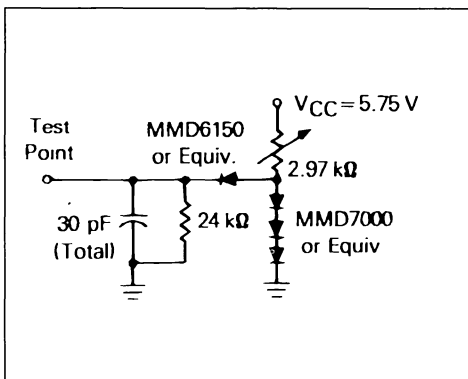 VCC = 5.75 V
Test
Point
MMD6150
or Equiv.
2.97 kΩ
30 pF
(Total)
24 kΩ
MMD7000
or Equiv